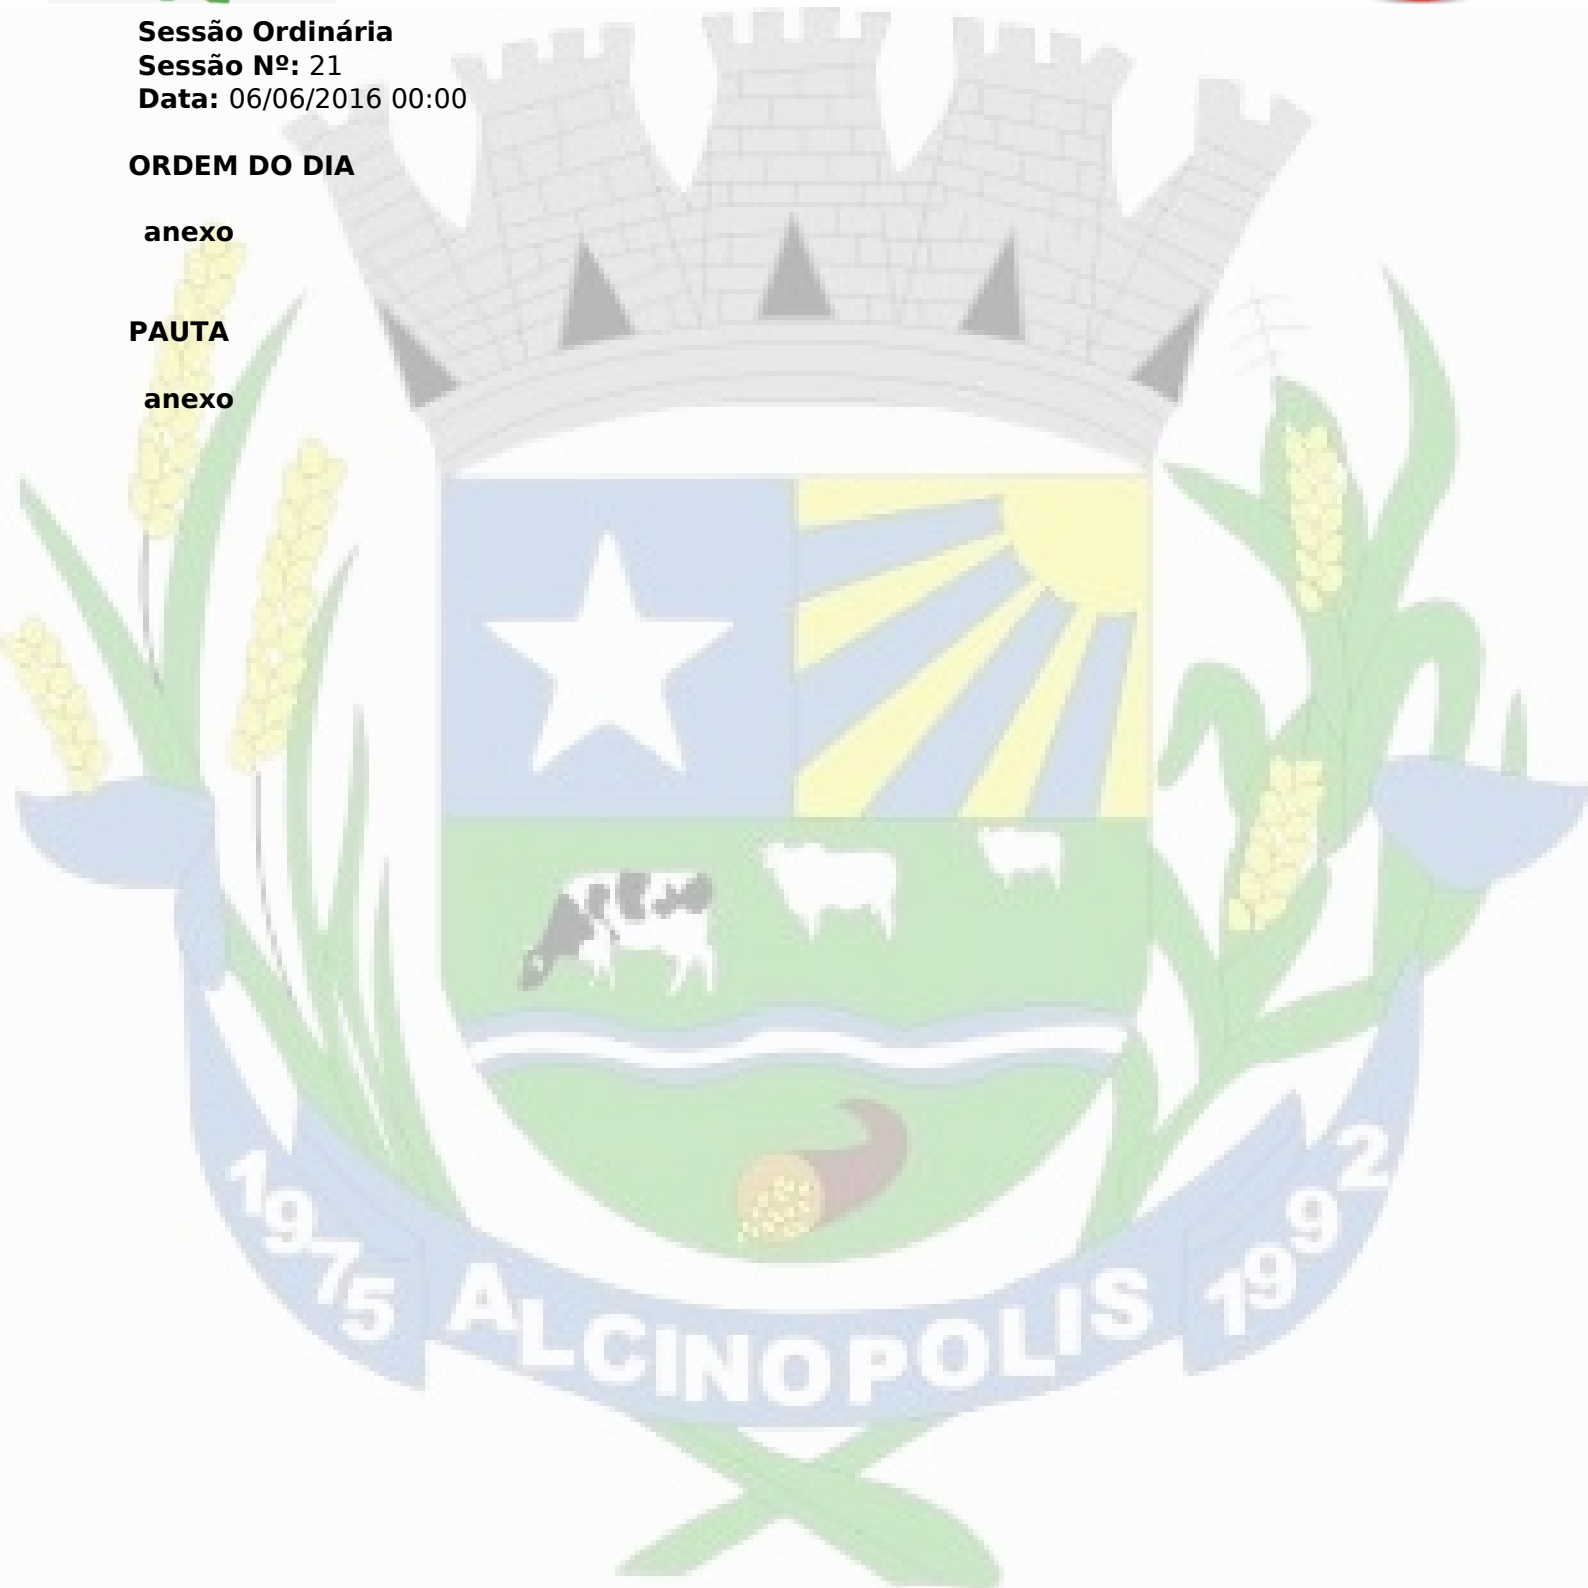 Sessão Ordinária
Sessão Nº: 21
Data: 06/06/2016 00:00
ORDEM DO DIA
anexo
PAUTA
anexo
1975 ALCINOPOLIS 1992